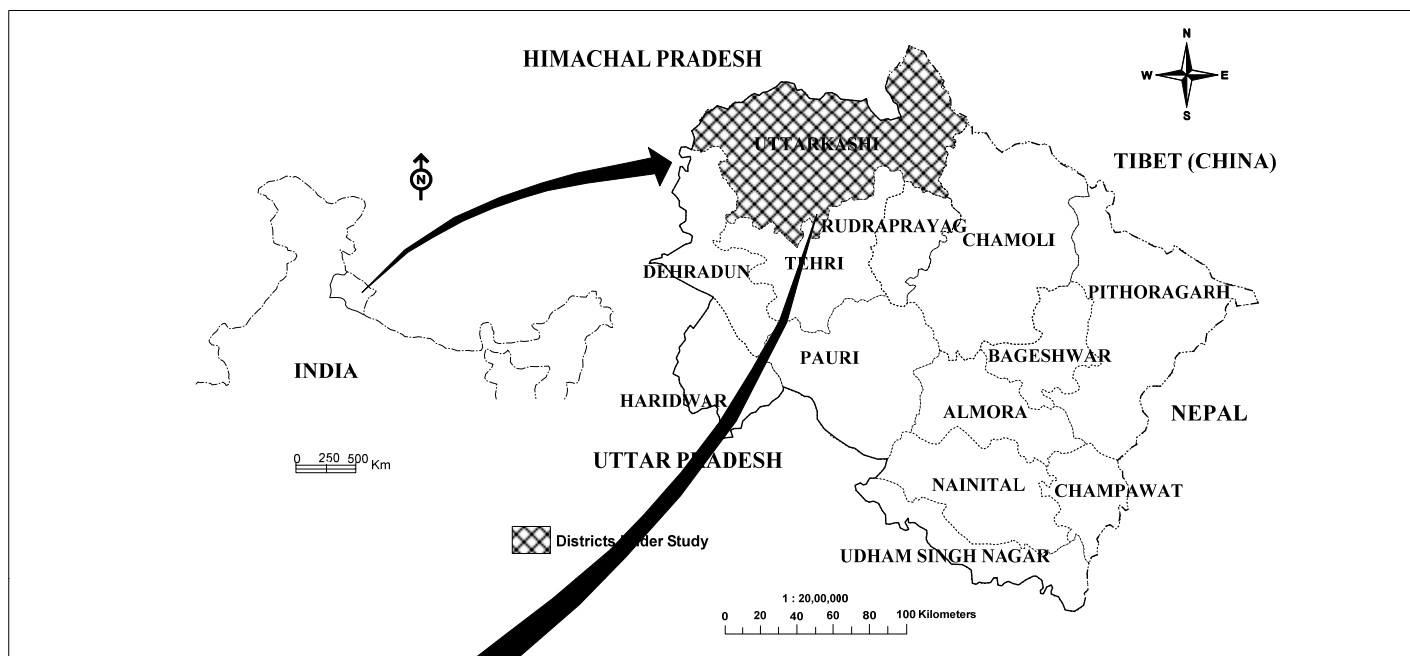 HIMACHAL PRADESH
N
W
E
S
UTTARKASHI
TIBET (CHINA)
N
RUDRAPRAYAG
CHAMOLI
TEHRI
DEHRADUN
PITHORAGARH
PAURI
BAGESHWAR
INDIA
HARIDWAR
ALMORA
NEPAL
UTTAR PRADESH
0 250 500 Km
NAINITAL
CHAMPAWAT
Districts Under Study
UDHAM SINGH NAGAR
1 : 20,00,000
0 20 40 60 80 100 Kilometers